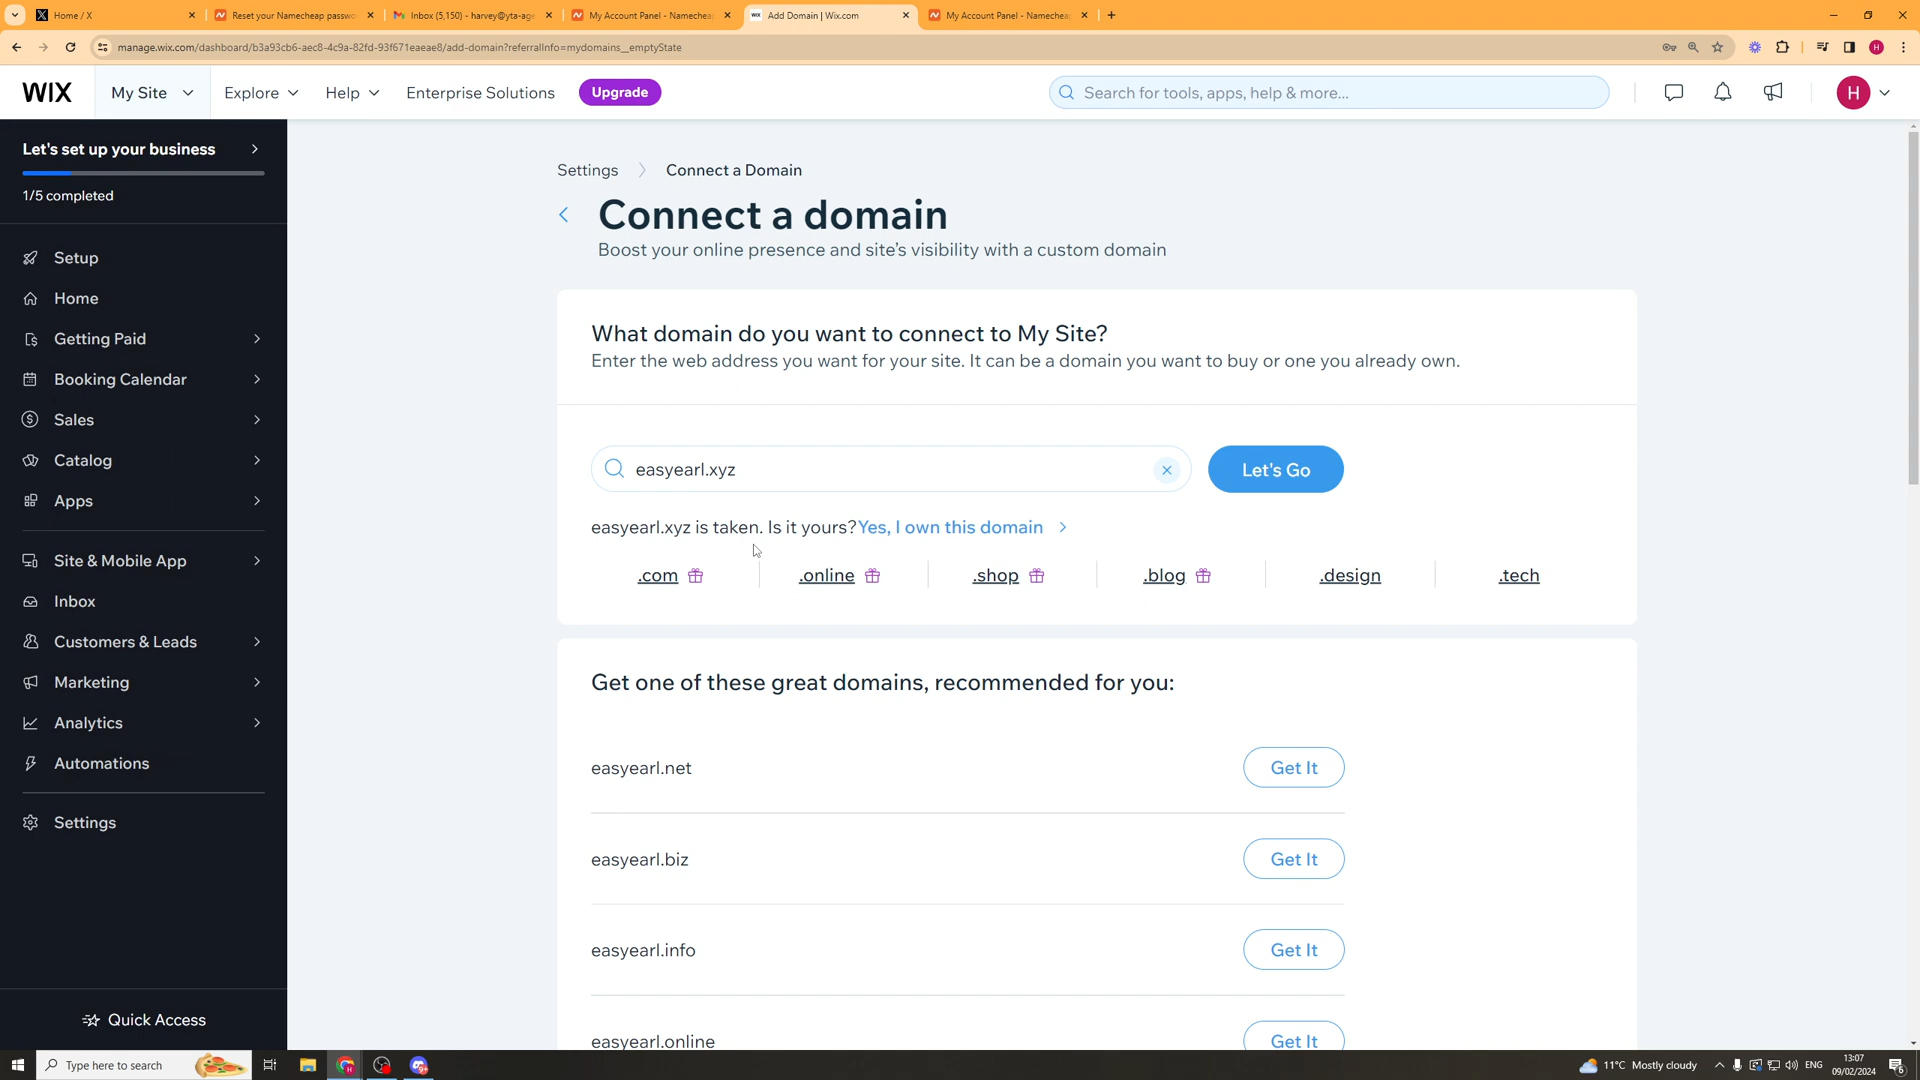 Home / X
Reset your Namecheap passwo
Inbox (5,150) - harvey@yta-age
My Account Panel - Namecheap
Add Domain | Wix.com
My Account Panel - Namecheap
manage.wix.com/dashboard/b3a93cb6-aec8-4c9a-82fd-93f671eaeae8/add-domain?referralInfo=mydomains__emptyState
H
WIX
My Site
Explore
Help
Enterprise Solutions
Upgrade
Search for tools, apps, help & more...
H
Let's set up your business
1/5 completed
Setup
Home
Getting Paid
Booking Calendar
Sales
Catalog
Apps
Site & Mobile App
Inbox
Customers & Leads
Marketing
Analytics
Automations
Settings
Quick Access
Settings
Connect a Domain
Connect a domain
Boost your online presence and site's visibility with a custom domain
What domain do you want to connect to My Site?
Enter the web address you want for your site. It can be a domain you want to buy or one you already own.
easyearl.xyz
Let's Go
easyearl.xyz is taken. Is it yours?Yes, I own this domain
.com
.online
.shop
.blog
.design
.tech
Get one of these great domains, recommended for you:
easyearl.net
Get It
easyearl.biz
Get It
easyearl.info
Get It
easyearl.online
Get It
Type here to search
11°C Mostly cloudy
ENG
13:07
09/02/2024